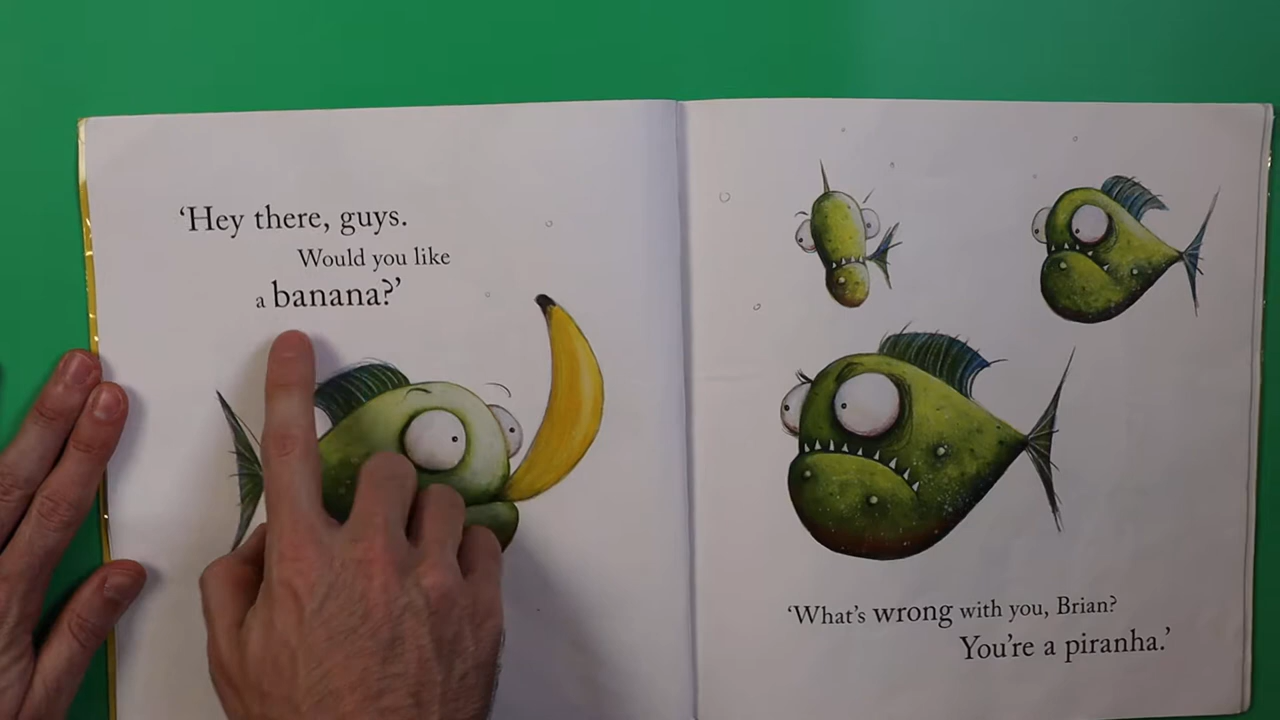 ‘Hey there, guys.
Would you like
a banana?’
‘What’s wrong with you, Brian?
You’re a piranha.’